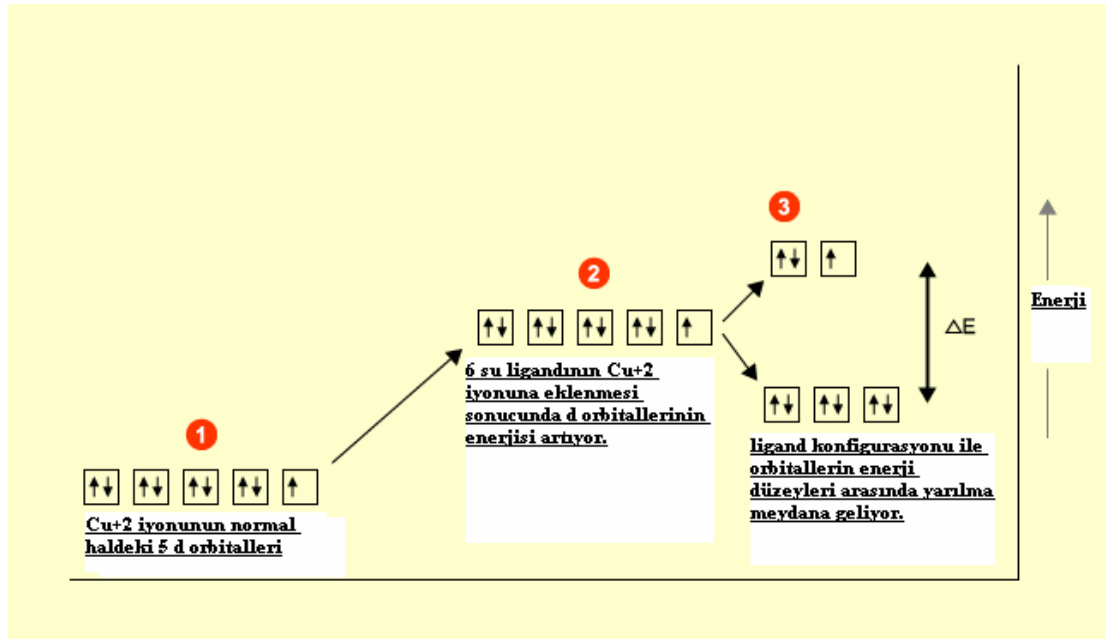 3
2
Enerji
ΔE
6 su ligandının Cu+2
iyonuna eklenmesi
sonucunda d orbitallerinin
enerjisi artıyor.
1
ligand konfigurasyonu ile
orbitallerin enerji
düzeyleri arasında yarılma
meydana geliyor.
Cu+2 iyonunun normal
haldeki 5 d orbitalleri